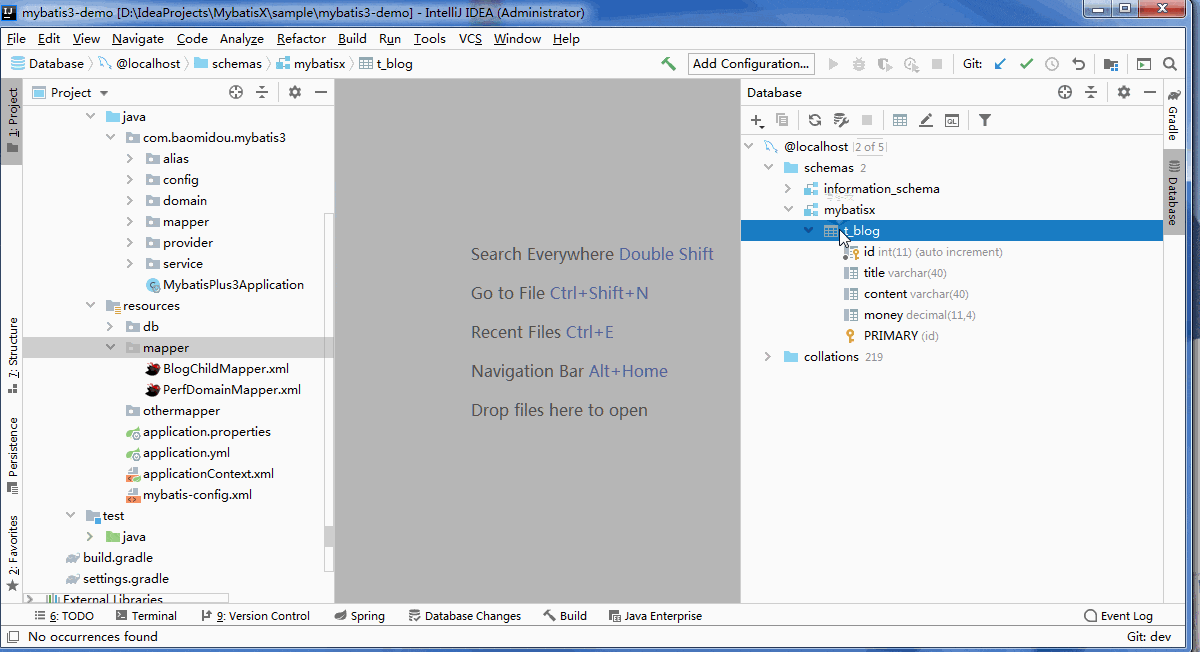 mybatis3-demo [D:\IdeaProjects\MybatisX\sample\mybatis3-demo] - IntelliJ IDEA (Administrator)
File Edit View Navigate Code Analyze Refactor Build Run Tools VCS Window Help
Database @localhost schemas mybatisx t_blog Add Configuration... Git:
1: Project
7: Structure
Persistence
2: Favorites
Project
java
com.baomidou.mybatis3
alias
config
domain
mapper
provider
service
MybatisPlus3Application
resources
db
mapper
BlogChildMapper.xml
PerfDomainMapper.xml
othermapper
application.properties
application.yml
applicationContext.xml
mybatis-config.xml
test
java
build.gradle
settings.gradle
External Libraries
Search Everywhere Double Shift
Go to File Ctrl+Shift+N
Recent Files Ctrl+E
Navigation Bar Alt+Home
Drop files here to open
Database
QL
@localhost 2 of 5
schemas 2
information_schema
mybatisx
t_blog
id int(11) (auto increment)
title varchar(40)
content varchar(40)
money decimal(11,4)
PRIMARY (id)
collations 219
Gradle
Database
6: TODO Terminal 9: Version Control Spring Database Changes Build Java Enterprise Event Log
No occurrences found Git: dev